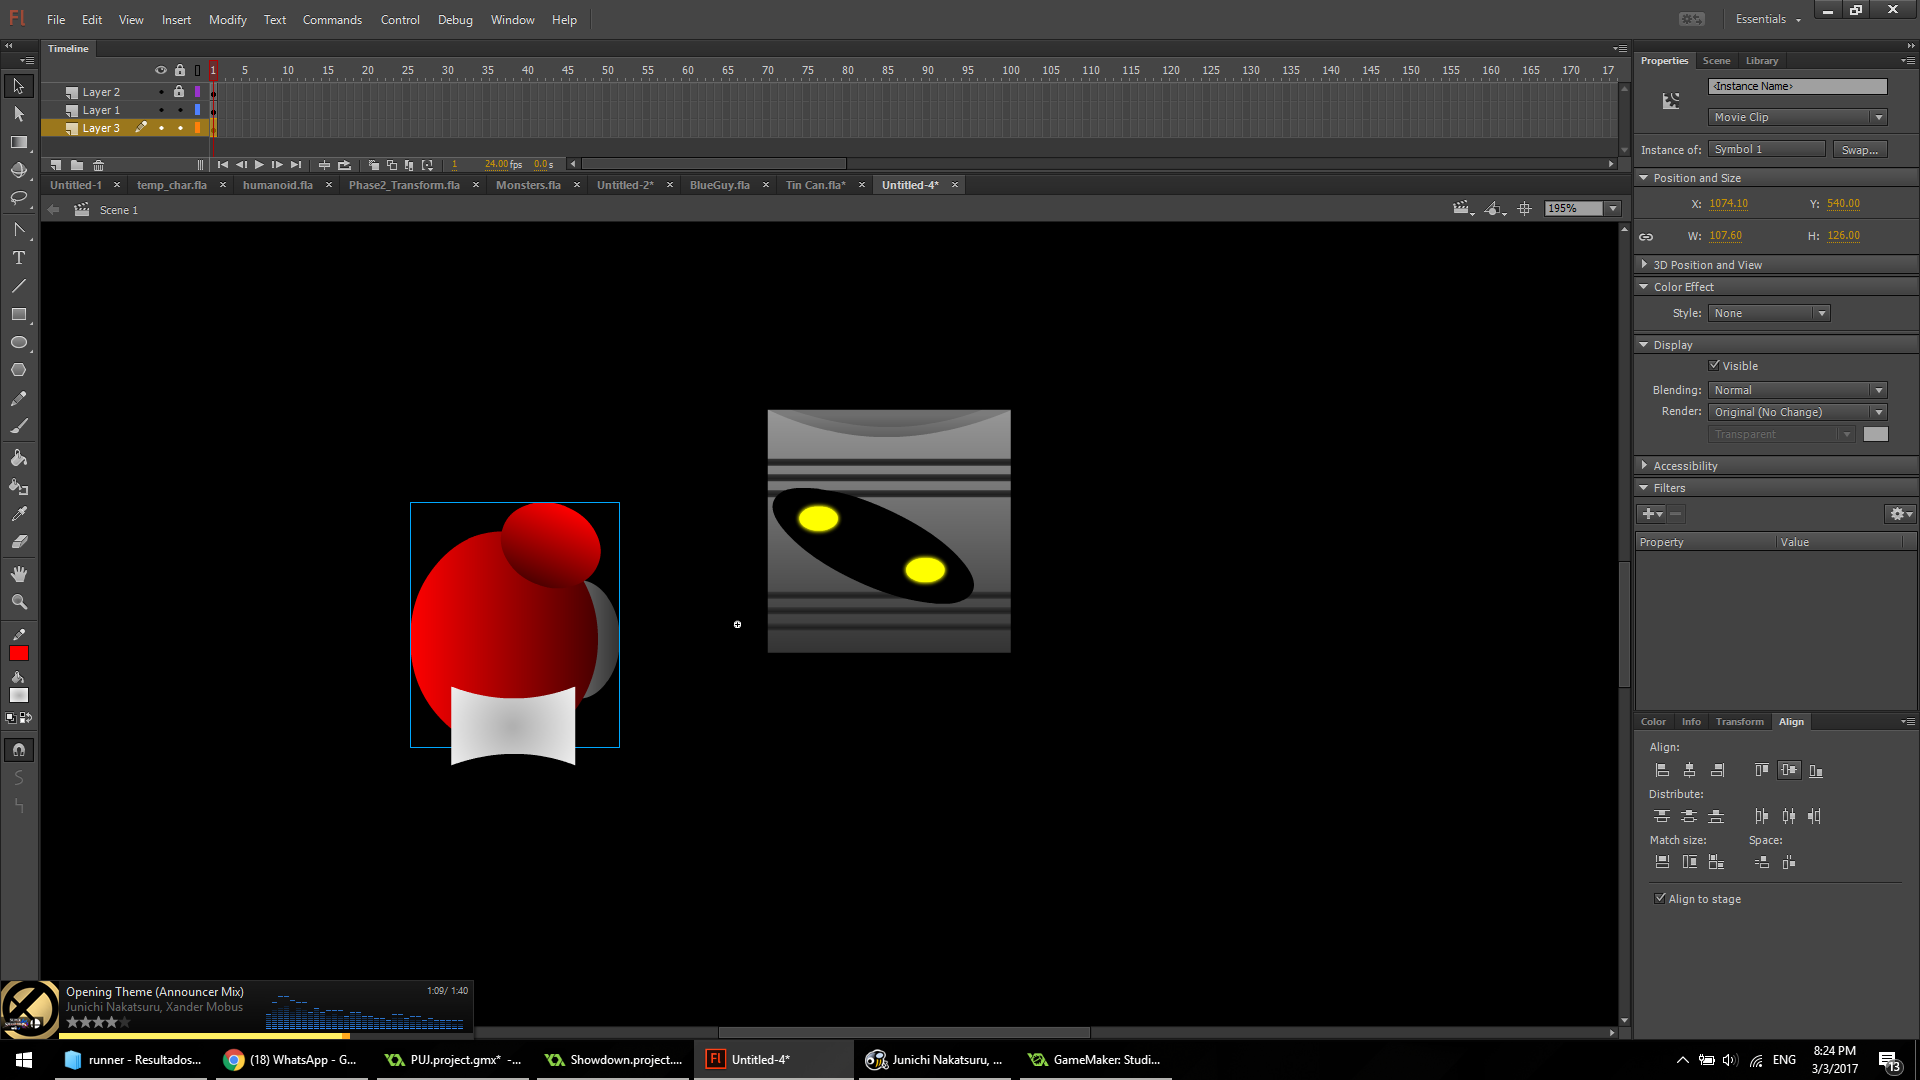 Fl File Edit View Insert Modify Text Commands Control Debug Window Help Essentials
Timeline
1 5 10 15 20 25 30 35 40 45 50 55 60 65 70 75 80 85 90 95 100 105 110 115 120 125 130 135 140 145 150 155 160 165 170 17
Layer 2
Layer 1
Layer 3
1 24.00 fps 0.0 s
Untitled-1 temp_char.fla humanoid.fla Phase2_Transform.fla Monsters.fla Untitled-2* BlueGuy.fla Tin Can.fla* Untitled-4*
Scene 1 195%
Properties Scene Library
<Instance Name>
Movie Clip
Instance of: Symbol 1 Swap...
Position and Size
X: 1074.10 Y: 540.00
W: 107.60 H: 126.00
3D Position and View
Color Effect
Style: None
Display
Visible
Blending: Normal
Render: Original (No Change)
Transparent
Accessibility
Filters
Property Value
Color Info Transform Align
Align:
Distribute:
Match size: Space:
Align to stage
Opening Theme (Announcer Mix) 1:09/ 1:40
Junichi Nakatsuru, Xander Mobus
runner - Resultados... (18) WhatsApp - G... PUJ.project.gmx* -... Showdown.project.... Fl Untitled-4* Junichi Nakatsuru, ... GameMaker: Studi... ENG 8:24 PM
3/3/2017 13